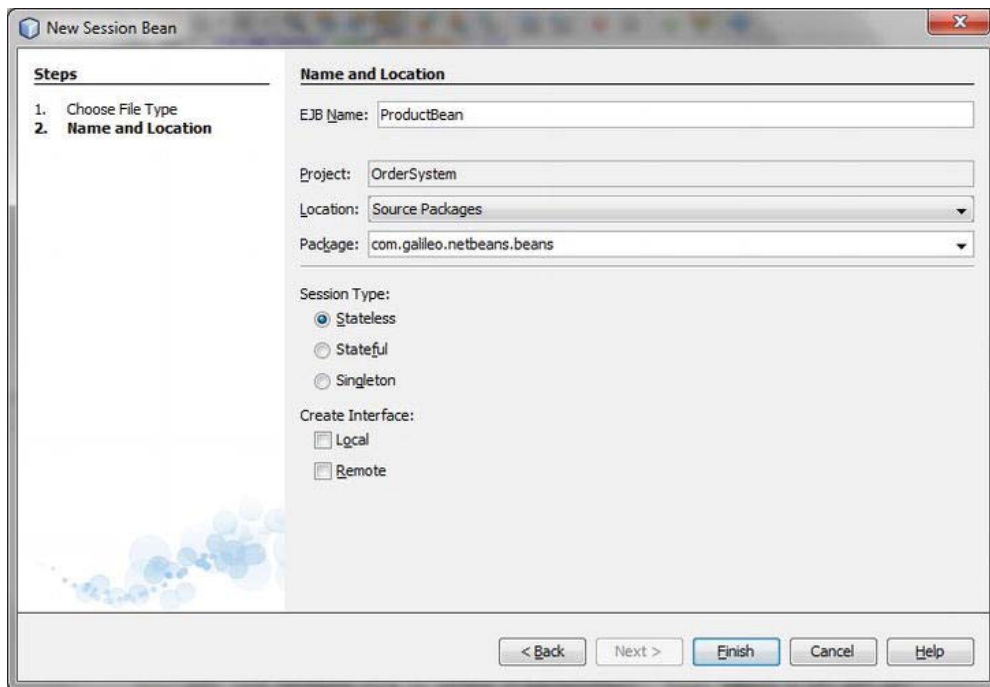 New Session Bean
Steps
1. Choose File Type
2. Name and Location
Name and Location
EJB Name: ProductBean
Project: OrderSystem
Location: Source Packages
Package: com.galileo.netbeans.beans
Session Type:
Stateless
Stateful
Singleton
Create Interface:
Local
Remote
< Back Next > Finish Cancel Help